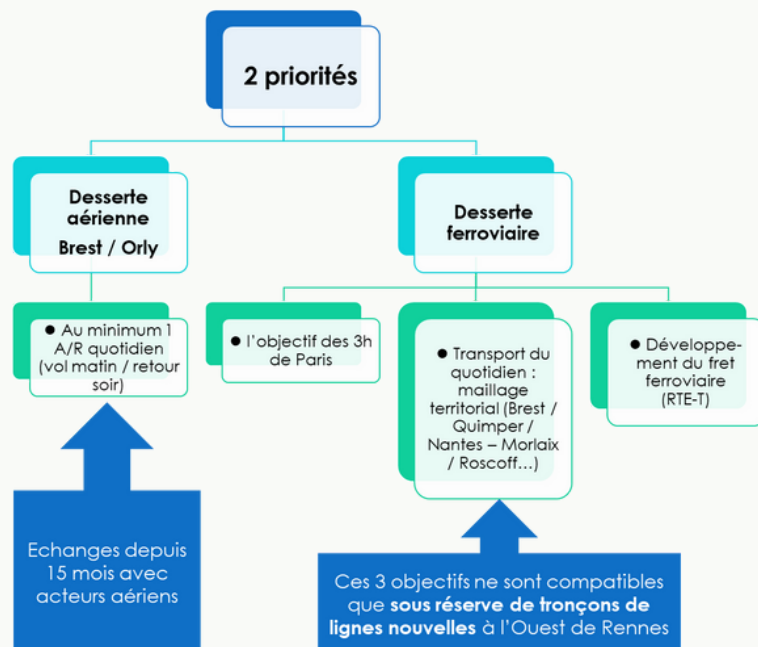 2 priorités
Desserte
aérienne
Brest / Orly
Desserte
ferroviaire
● Au minimum 1
A/R quotidien
(vol matin / retour
soir)
● l'objectif des 3h
de Paris
● Transport du
quotidien :
maillage
territorial (Brest /
Quimper /
Nantes – Morlaix
/ Roscoff…)
● Développe-
ment du fret
ferroviaire
(RTE-T)
Echanges depuis
15 mois avec
acteurs aériens
Ces 3 objectifs ne sont compatibles
que sous réserve de tronçons de
lignes nouvelles à l'Ouest de Rennes